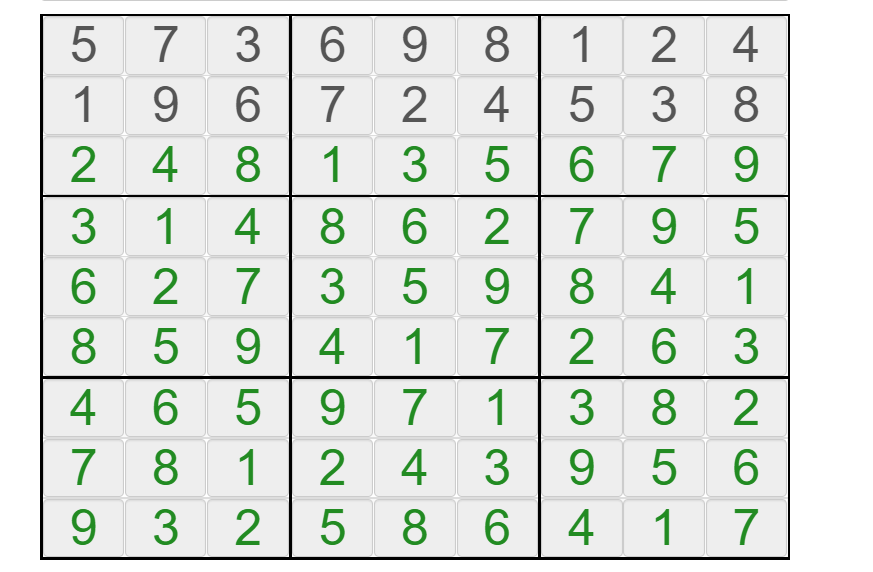 5 7 3 6 9 8 1 2 4
1 9 6 7 2 4 5 3 8
2 4 8 1 3 5 6 7 9
3 1 4 8 6 2 7 9 5
6 2 7 3 5 9 8 4 1
8 5 9 4 1 7 2 6 3
4 6 5 9 7 1 3 8 2
7 8 1 2 4 3 9 5 6
9 3 2 5 8 6 4 1 7